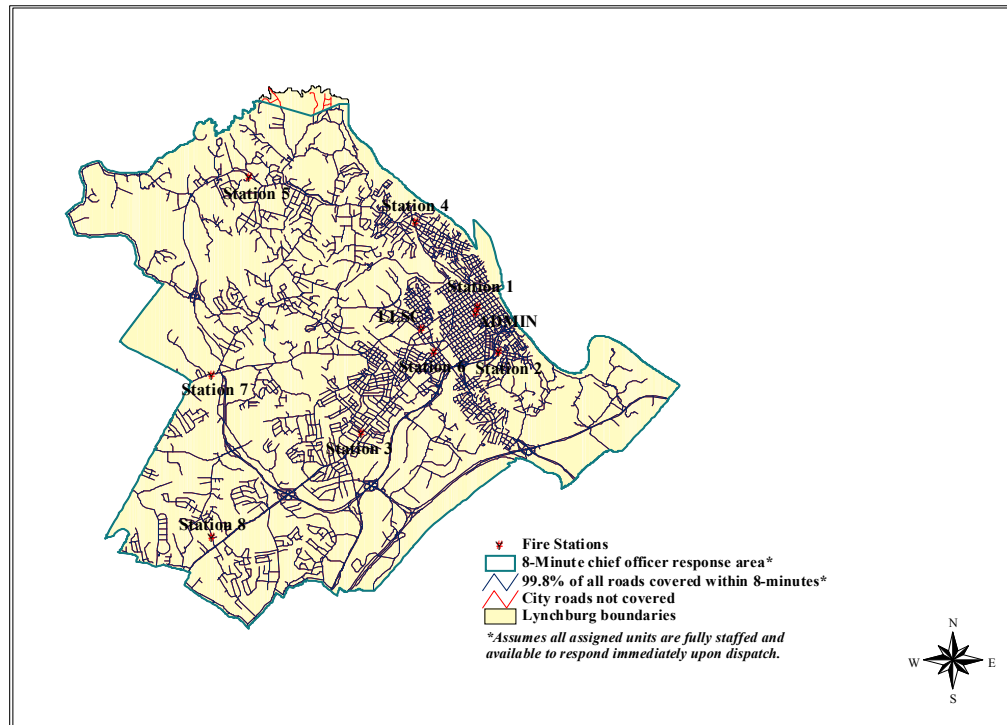 Station 5
Station 4
Station 1
ADMIN
Station 6
Station 2
Station 7
Station 3
Station 8
Fire Stations
8-Minute chief officer response area*
99.8% of all roads covered within 8-minutes*
City roads not covered
Lynchburg boundaries
*Assumes all assigned units are fully staffed and
available to respond immediately upon dispatch.
N
W E
S